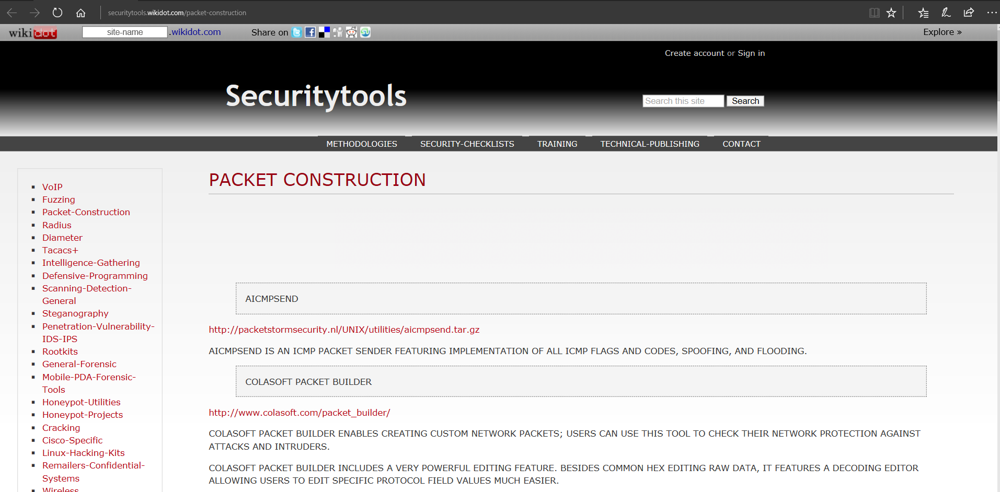 securitytools.wikidot.com/packet-construction
wikidot
site-name .wikidot.com
Share on
Explore »
Create account or Sign in
Securitytools
Search this site Search
METHODOLOGIES SECURITY-CHECKLISTS TRAINING TECHNICAL-PUBLISHING CONTACT
VoIP
Fuzzing
Packet-Construction
Radius
Diameter
Tacacs+
Intelligence-Gathering
Defensive-Programming
Scanning-Detection-
General
Steganography
Penetration-Vulnerability-
IDS-IPS
Rootkits
General-Forensic
Mobile-PDA-Forensic-
Tools
Honeypot-Utilities
Honeypot-Projects
Cracking
Cisco-Specific
Linux-Hacking-Kits
Remailers-Confidential-
Systems
Wireless
PACKET CONSTRUCTION
AICMPSEND
http://packetstormsecurity.nl/UNIX/utilities/aicmpsend.tar.gz
AICMPSEND IS AN ICMP PACKET SENDER FEATURING IMPLEMENTATION OF ALL ICMP FLAGS AND CODES, SPOOFING, AND FLOODING.
COLASOFT PACKET BUILDER
http://www.colasoft.com/packet_builder/
COLASOFT PACKET BUILDER ENABLES CREATING CUSTOM NETWORK PACKETS; USERS CAN USE THIS TOOL TO CHECK THEIR NETWORK PROTECTION AGAINST
ATTACKS AND INTRUDERS.
COLASOFT PACKET BUILDER INCLUDES A VERY POWERFUL EDITING FEATURE. BESIDES COMMON HEX EDITING RAW DATA, IT FEATURES A DECODING EDITOR
ALLOWING USERS TO EDIT SPECIFIC PROTOCOL FIELD VALUES MUCH EASIER.